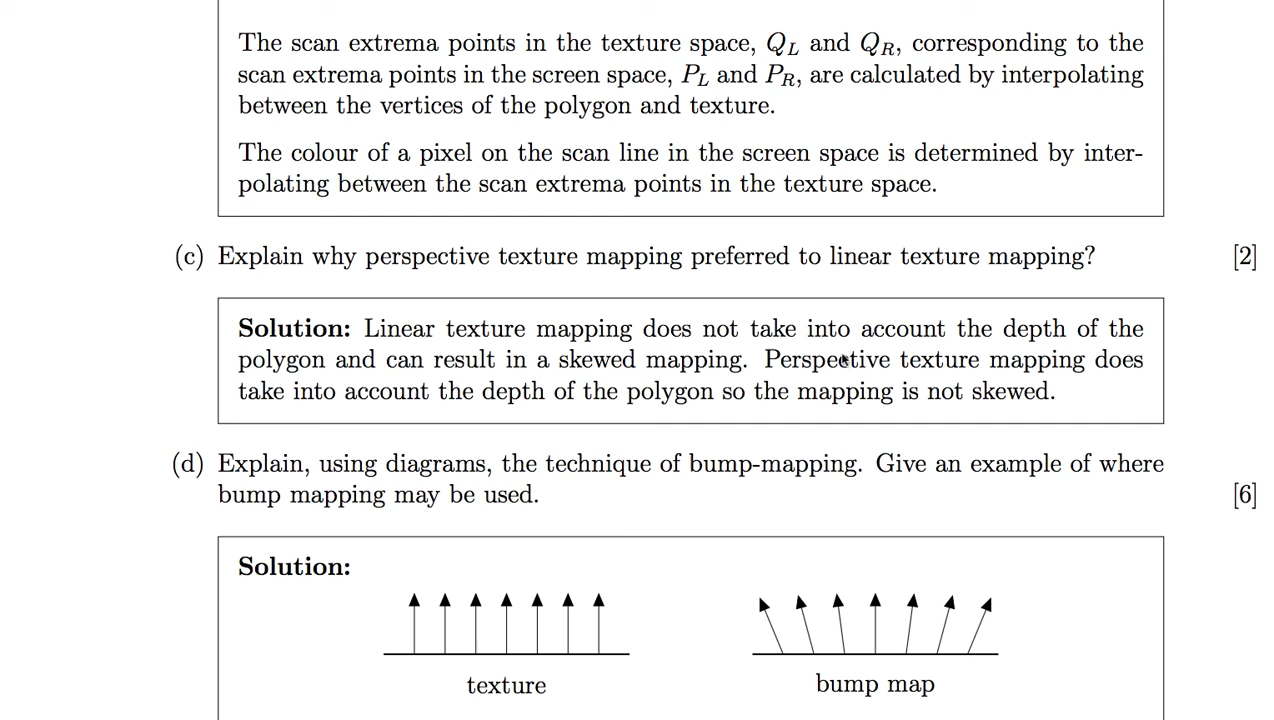 The scan extrema points in the texture space, Q_L and Q_R, corresponding to the
scan extrema points in the screen space, P_L and P_R, are calculated by interpolating
between the vertices of the polygon and texture.
The colour of a pixel on the scan line in the screen space is determined by inter-
polating between the scan extrema points in the texture space.
(c) Explain why perspective texture mapping preferred to linear texture mapping? [2]
Solution: Linear texture mapping does not take into account the depth of the
polygon and can result in a skewed mapping. Perspective texture mapping does
take into account the depth of the polygon so the mapping is not skewed.
(d) Explain, using diagrams, the technique of bump-mapping. Give an example of where
bump mapping may be used. [6]
Solution:
texture bump map